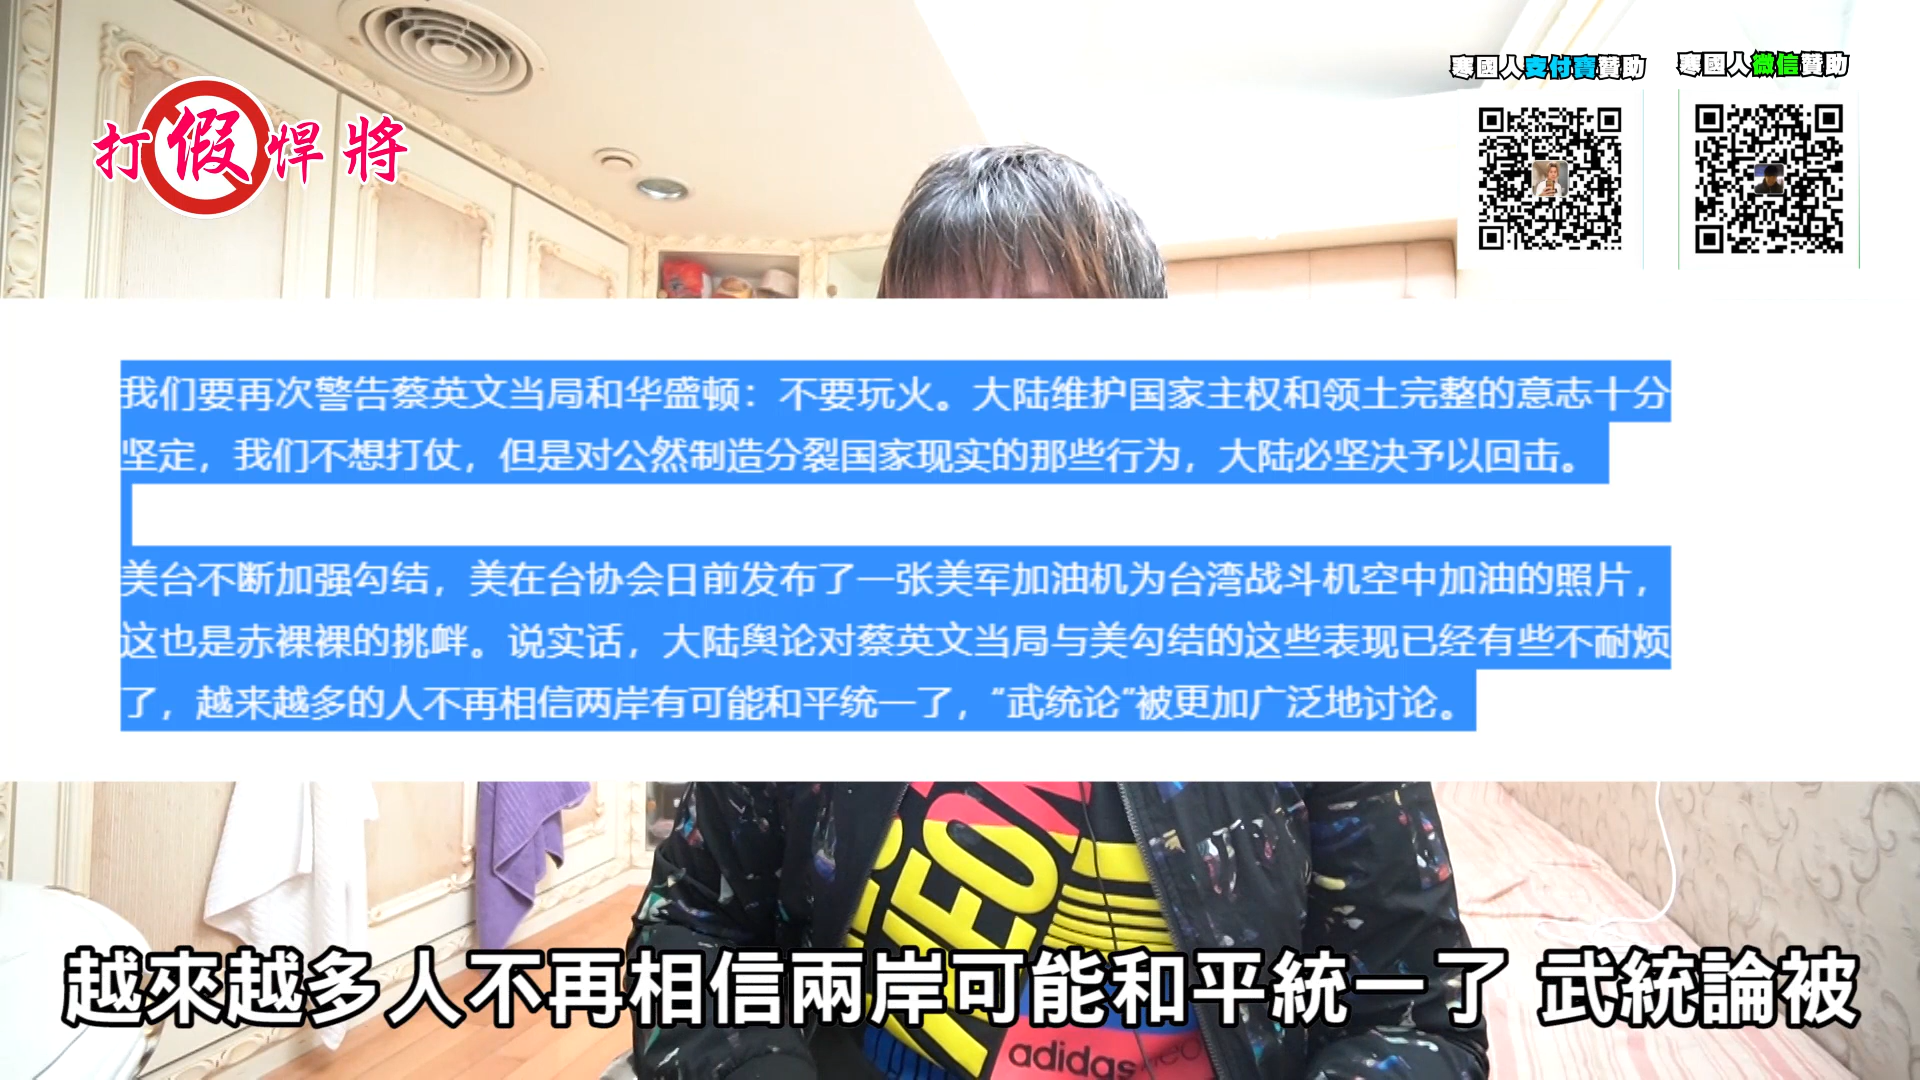 打假悍將
寒國人支付寶贊助
寒國人微信贊助
我们要再次警告蔡英文当局和华盛顿：不要玩火。大陆维护国家主权和领土完整的意志十分
坚定，我们不想打仗，但是对公然制造分裂国家现实的那些行为，大陆必坚决予以回击。
美台不断加强勾结，美在台协会日前发布了一张美军加油机为台湾战斗机空中加油的照片，
这也是赤裸裸的挑衅。说实话，大陆舆论对蔡英文当局与美勾结的这些表现已经有些不耐烦
了，越来越多的人不再相信两岸有可能和平统一了，“武统论”被更加广泛地讨论。
NEON
adidas neo
越來越多人不再相信兩岸可能和平統一了 武統論被